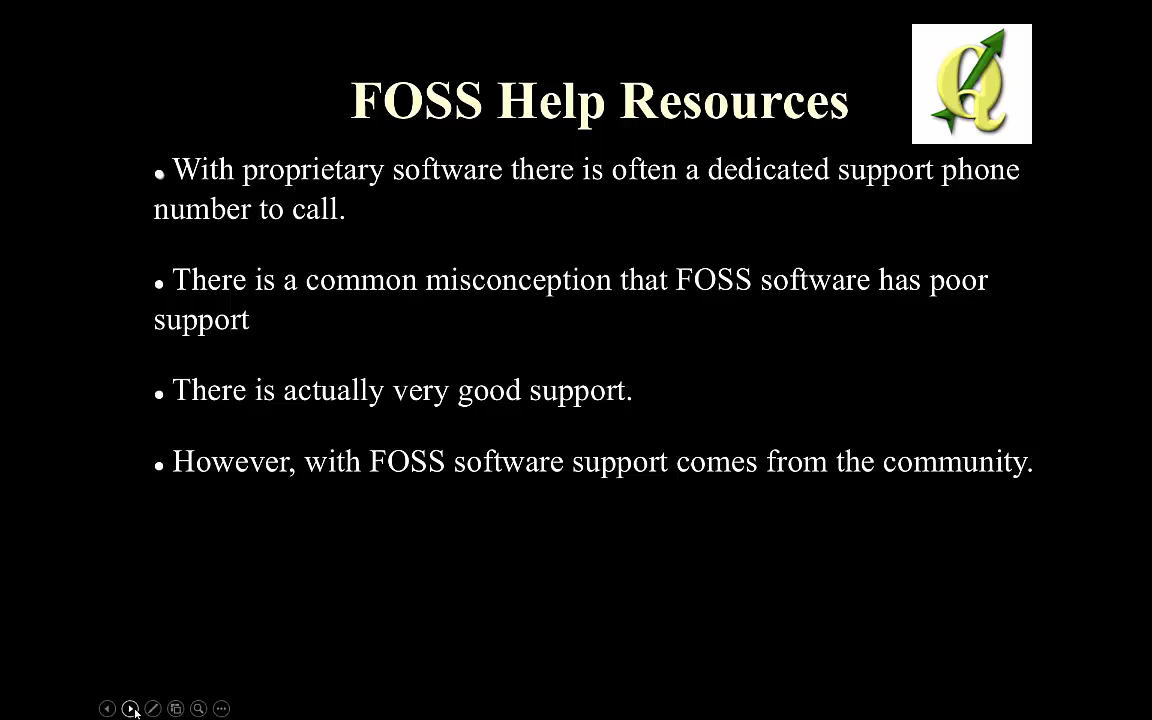 FOSS Help Resources
• With proprietary software there is often a dedicated support phone
number to call.
• There is a common misconception that FOSS software has poor
support
• There is actually very good support.
• However, with FOSS software support comes from the community.